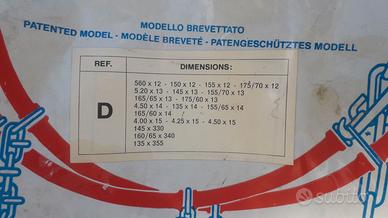 MODELLO BREVETTATO
PATENTED MODEL - MODÈLE BREVETÉ - PATENGESCHÜTZTES MODELL
REF.
DIMENSIONS:
D
560 x 12 - 150 x 12 - 155 x 12 - 175/70 x 12
5.20 x 13 - 145 x 13 - 155/70 x 13
165/65 x 13 - 175/60 x 13
4.50 x 14 - 135 x 14 - 155/65 x 14
165/60 x 14
4.00 x 15 - 4.25 x 15 - 4.50 x 15
145 x 330
160/65 x 340
135 x 355
subito